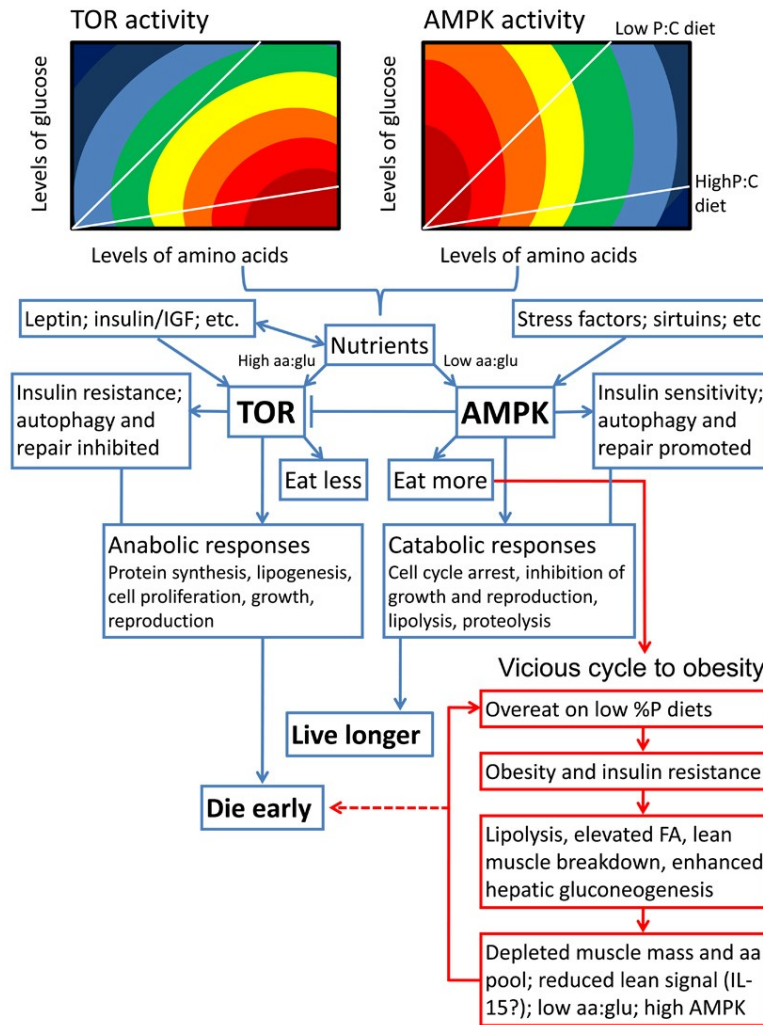 TOR activity
AMPK activity
Low P:C diet
Levels of glucose
Levels of glucose
HighP:C
diet
Levels of amino acids
Levels of amino acids
Leptin; insulin/IGF; etc.
Nutrients
Stress factors; sirtuins; etc
High aa:glu
Low aa:glu
Insulin resistance;
autophagy and
repair inhibited
TOR
AMPK
Insulin sensitivity;
autophagy and
repair promoted
Eat less
Eat more
Anabolic responses
Protein synthesis, lipogenesis,
cell proliferation, growth,
reproduction
Catabolic responses
Cell cycle arrest, inhibition of
growth and reproduction,
lipolysis, proteolysis
Vicious cycle to obesity
Overeat on low %P diets
Live longer
Obesity and insulin resistance
Die early
Lipolysis, elevated FA, lean
muscle breakdown, enhanced
hepatic gluconeogenesis
Depleted muscle mass and aa
pool; reduced lean signal (IL-
15?); low aa:glu; high AMPK